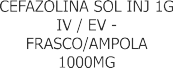 CEFAZOLINA SOL INJ 1G
IV / EV -
FRASCO/AMPOLA
1000MG